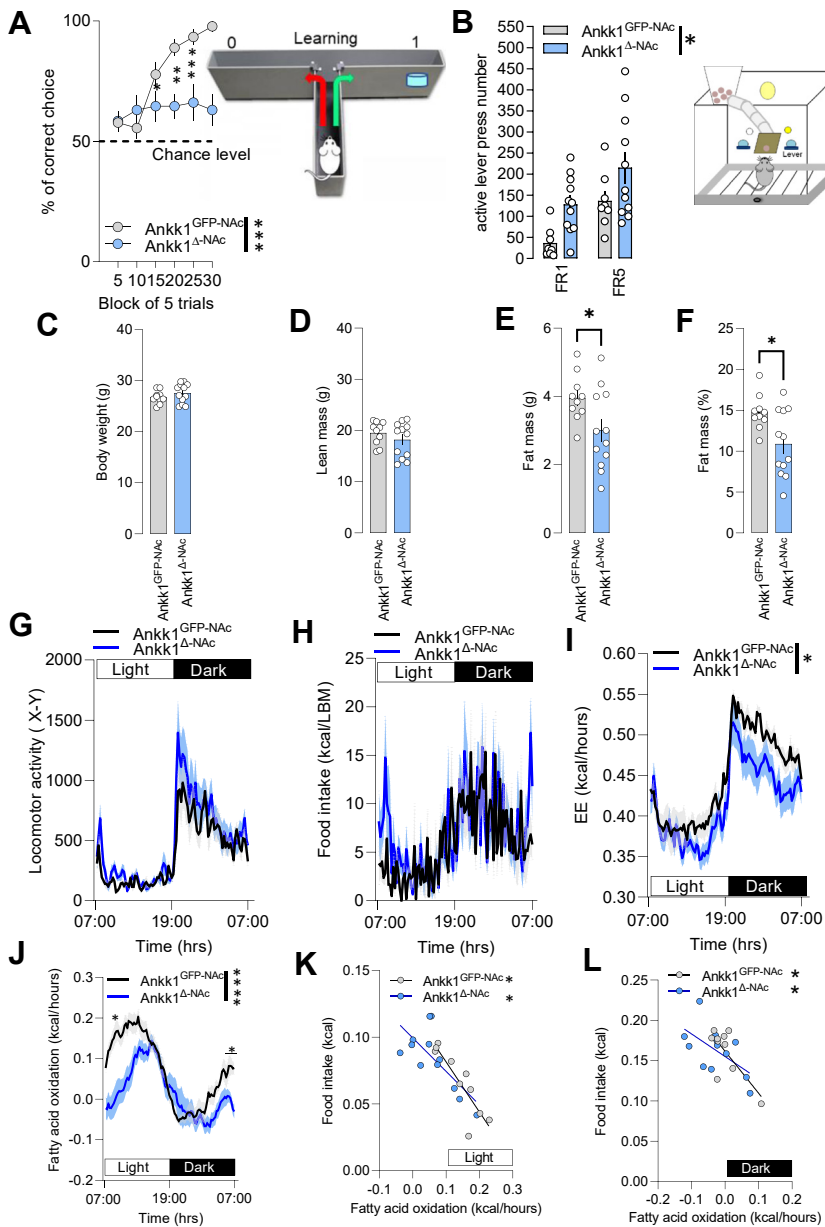 A
% of correct choice
100
50
0
***
**
*
Chance level
Ankk1GFP-NAc
Ankk1Δ-NAc
***
5 10 15 20 25 30
Block of 5 trials
0 Learning 1
B
Ankk1GFP-NAc
Ankk1Δ-NAc
*
active lever press number
550
500
450
400
350
300
250
200
150
100
50
0
FR1
FR5
Lever
C
Body weight (g)
40
30
20
10
0
Ankk1GFP-NAc
Ankk1Δ-NAc
D
Lean mass (g)
40
30
20
10
0
Ankk1GFP-NAc
Ankk1Δ-NAc
E
*
Fat mass (g)
6
4
2
0
Ankk1GFP-NAc
Ankk1Δ-NAc
F
*
Fat mass (%)
25
20
15
10
5
0
Ankk1GFP-NAc
Ankk1Δ-NAc
G
Ankk1GFP-NAc
Ankk1Δ-NAc
Light Dark
Locomotor activity ( X-Y)
2000
1500
1000
500
0
07:00 19:00 07:00
Time (hrs)
H
Ankk1GFP-NAc
Ankk1Δ-NAc
Light Dark
Food intake (kcal/LBM)
25
20
15
10
5
0
07:00 19:00 07:00
Time (hrs)
I
Ankk1GFP-NAc
Ankk1Δ-NAc
*
EE (kcal/hours)
0.60
0.55
0.50
0.45
0.40
0.35
0.30
Light Dark
07:00 19:00 07:00
Time (hrs)
J
Ankk1GFP-NAc
Ankk1Δ-NAc
****
*
*
Fatty acid oxidation (kcal/hours)
0.3
0.2
0.1
0.0
-0.1
-0.2
Light Dark
07:00 19:00 07:00
Time (hrs)
K
Ankk1GFP-NAc *
Ankk1Δ-NAc *
Food intake (kcal)
0.15
0.10
0.05
0.00
Light
-0.1 0.0 0.1 0.2 0.3
Fatty acid oxidation (kcal/hours)
L
Ankk1GFP-NAc *
Ankk1Δ-NAc *
Food intake (kcal)
0.25
0.20
0.15
0.10
0.05
0.00
Dark
-0.2 -0.1 0.0 0.1 0.2
Fatty acid oxidation (kcal/hours)